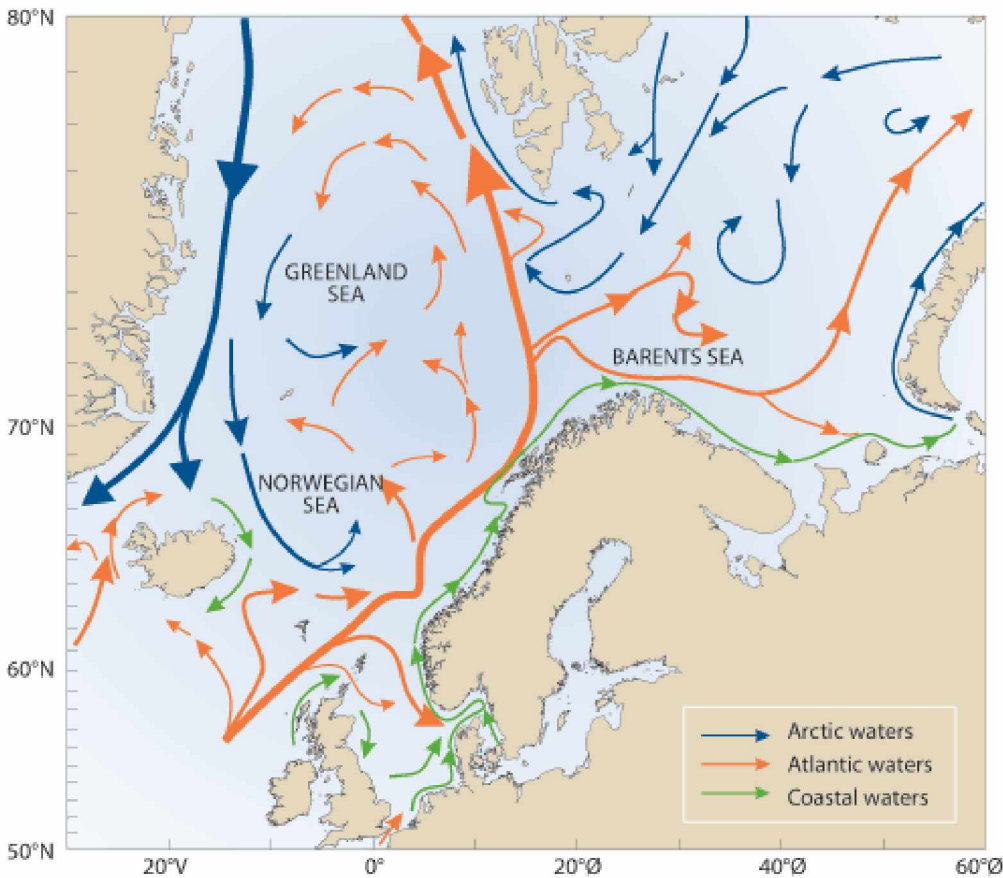 80°N
GREENLAND
SEA
BARENTS SEA
70°N
NORWEGIAN
SEA
60°N
Arctic waters
Atlantic waters
Coastal waters
50°N
20°V
0°
20°Ø
40°Ø
60°Ø